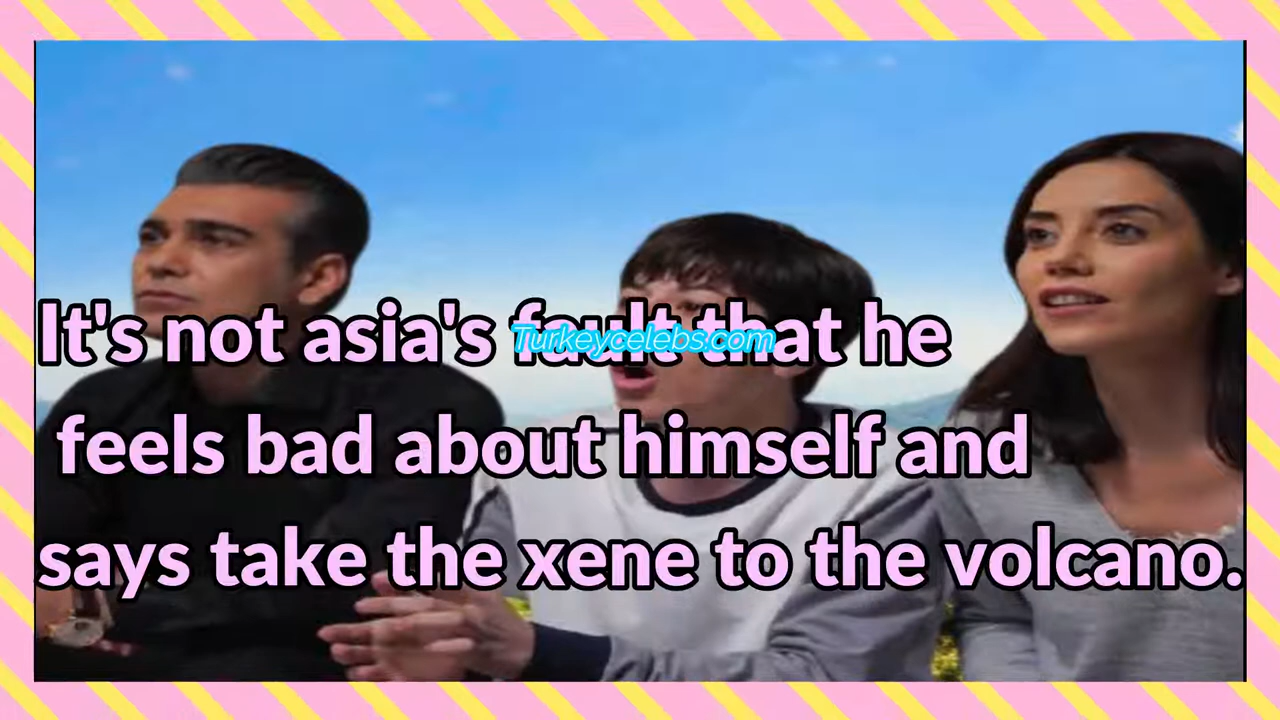 It's not asia's fault that he
Turkeycelebs.com
feels bad about himself and
says take the xene to the volcano.